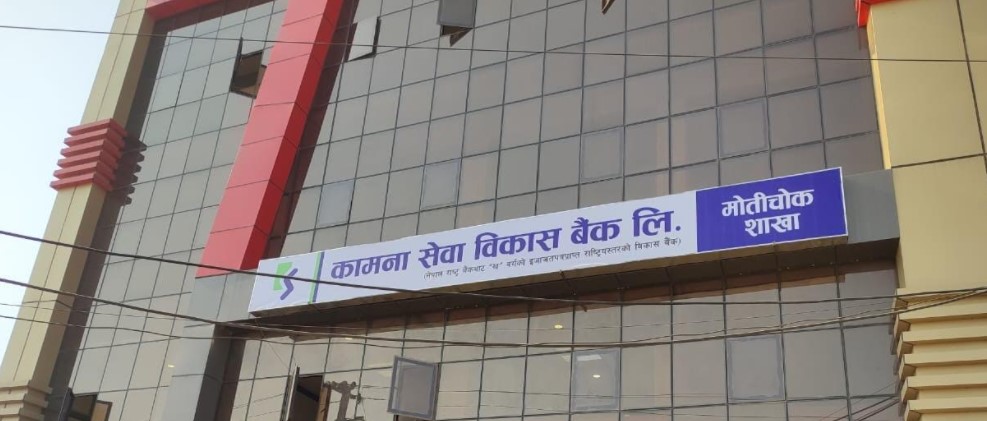 कामना सेवा विकास बैंक लि.
(नेपाल राष्ट्र बैंकबाट "ख" वर्गको इजाजतपत्रप्राप्त राष्ट्रियस्तरको विकास बैंक)
मोतीचोक
शाखा